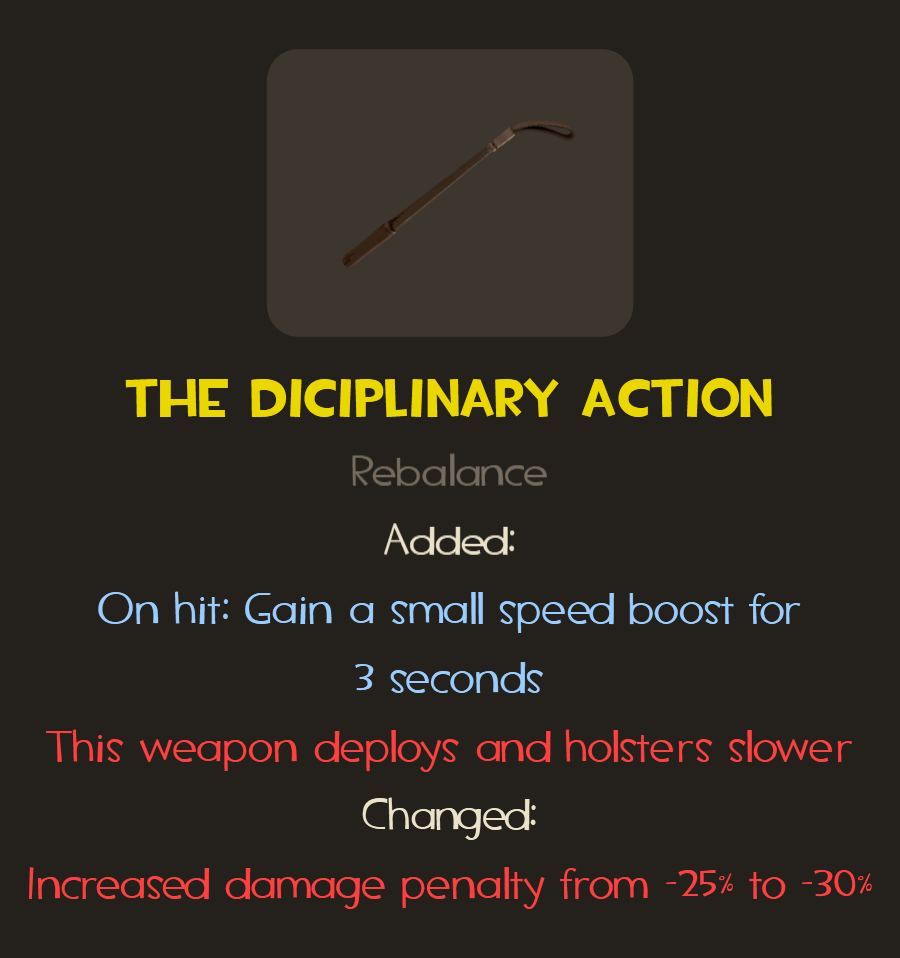 THE DICIPLINARY ACTION
Rebalance
Added:
On hit: Gain a small speed boost for
3 seconds
This weapon deploys and holsters slower
Changed:
Increased damage penalty from -25% to -30%